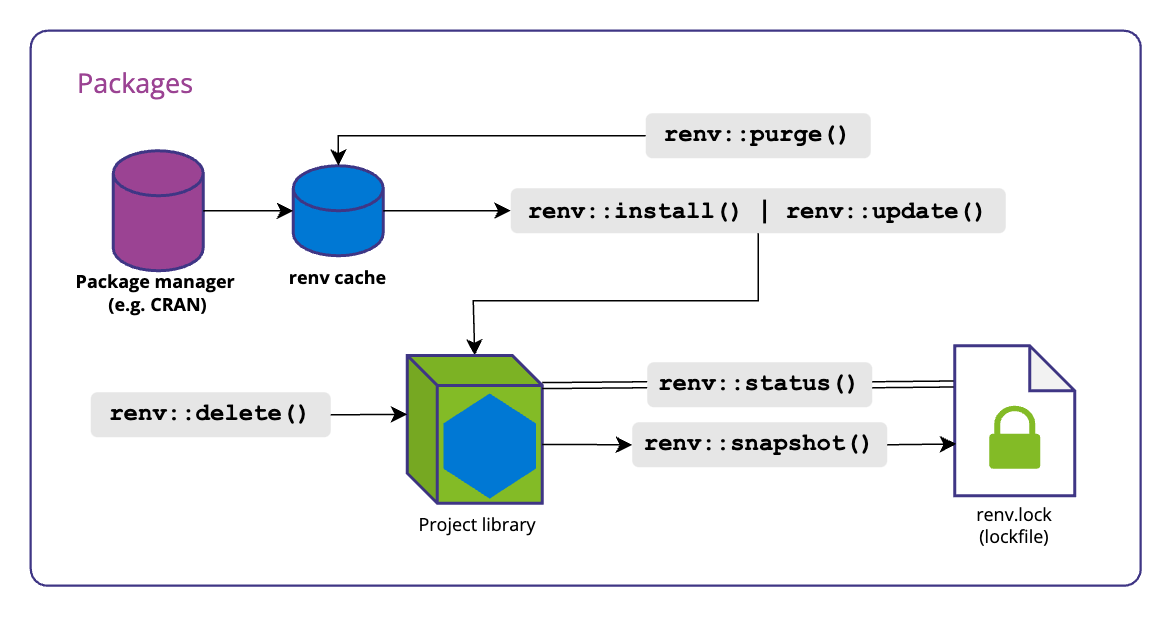 Packages
renv::purge()
renv::install() | renv::update()
Package manager
(e.g. CRAN)
renv cache
renv::status()
renv::delete()
renv::snapshot()
Project library
renv.lock
(lockfile)